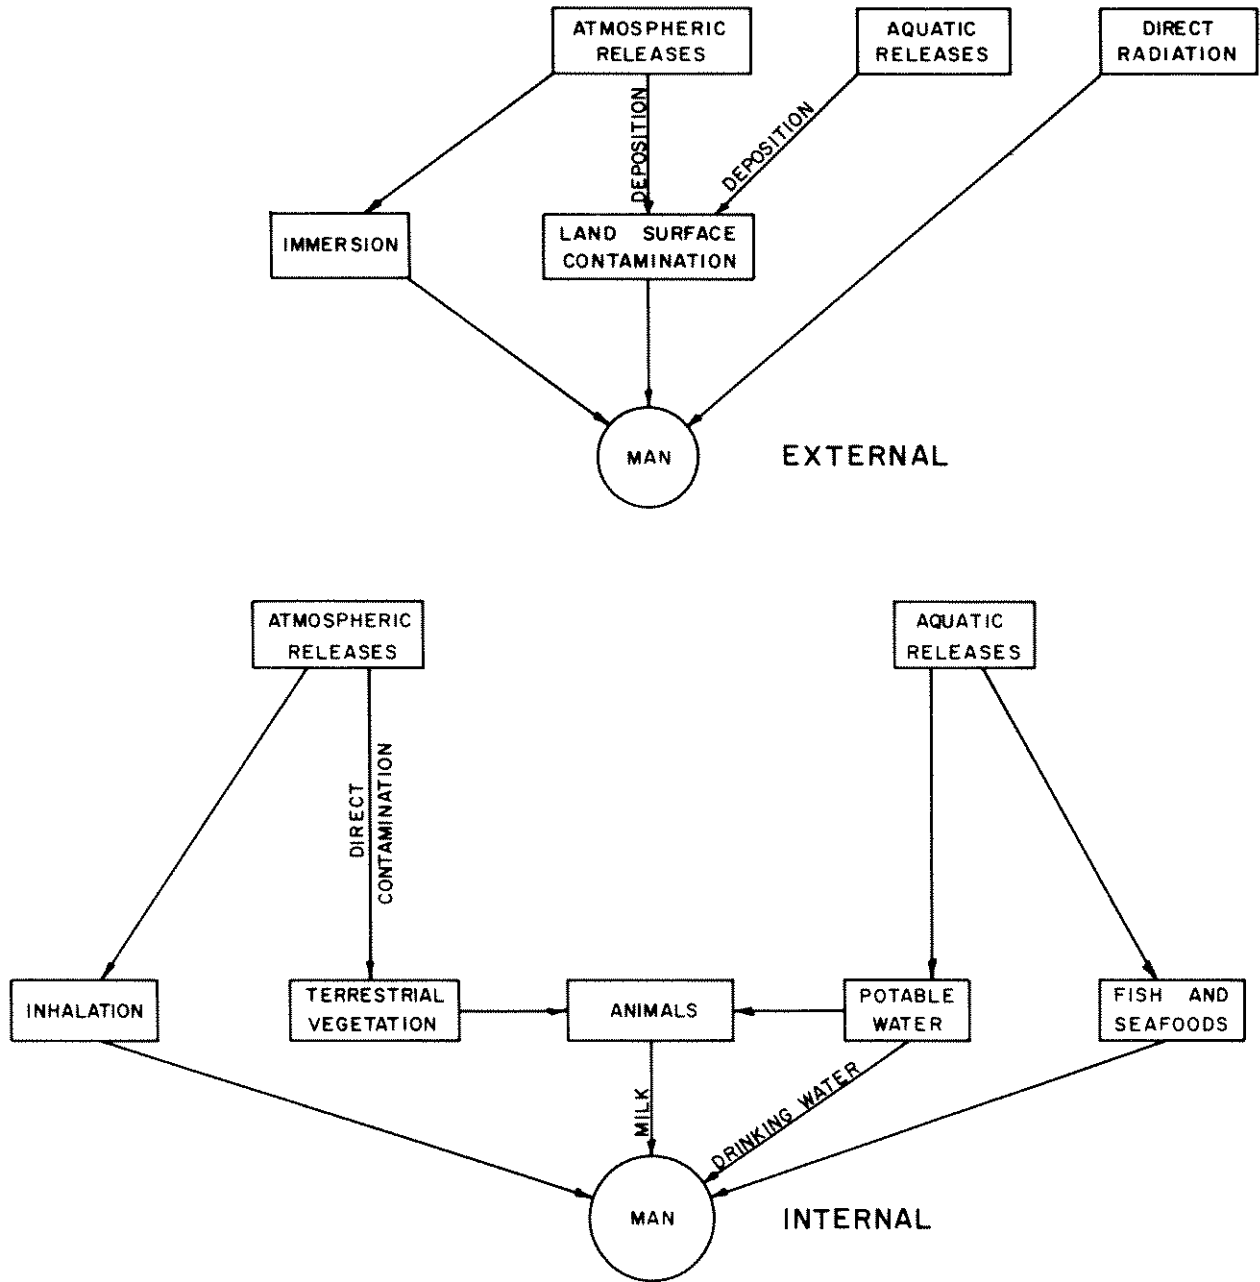 ATMOSPHERIC
RELEASES
AQUATIC
RELEASES
DIRECT
RADIATION
DEPOSITION
DEPOSITION
IMMERSION
LAND SURFACE
CONTAMINATION
MAN
EXTERNAL
ATMOSPHERIC
RELEASES
AQUATIC
RELEASES
DIRECT
CONTAMINATION
INHALATION
TERRESTRIAL
VEGETATION
ANIMALS
POTABLE
WATER
FISH AND
SEAFOODS
MILK
DRINKING WATER
MAN
INTERNAL